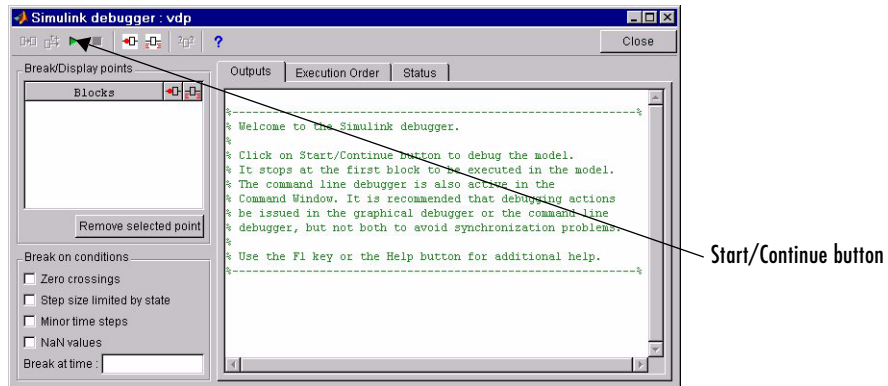 Simulink debugger : vdp
?
Close
Break/Display points
Blocks
Remove selected point
Break on conditions
Zero crossings
Step size limited by state
Minor time steps
NaN values
Break at time :
Outputs
Execution Order
Status
%----------------------------------------------------------------%
% Welcome to the Simulink debugger.
%
% Click on Start/Continue button to debug the model.
% It stops at the first block to be executed in the model.
% The command line debugger is also active in the
% Command Window. It is recommended that debugging actions
% be issued in the graphical debugger or the command line
% debugger, but not both to avoid synchronization problems.
%
% Use the F1 key or the Help button for additional help.
%----------------------------------------------------------------%
Start/Continue button